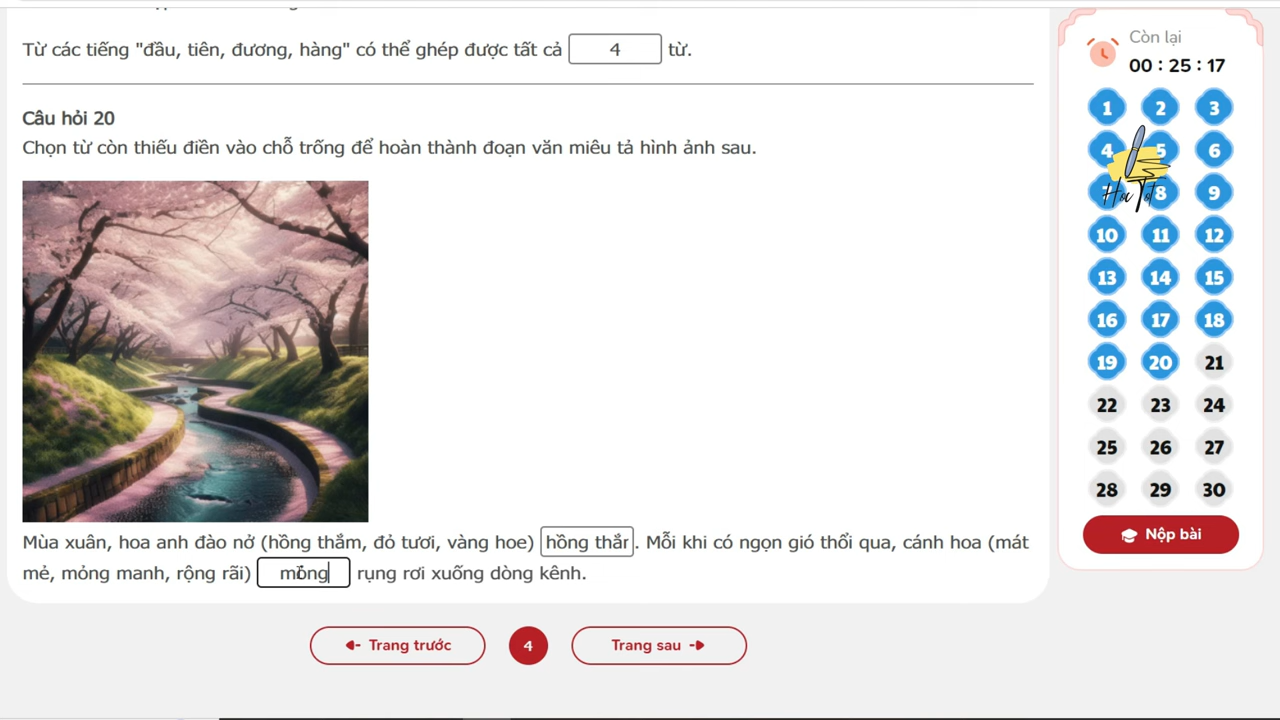 Từ các tiếng "đầu, tiên, đương, hàng" có thể ghép được tất cả 4 từ.
Câu hỏi 20
Chọn từ còn thiếu điền vào chỗ trống để hoàn thành đoạn văn miêu tả hình ảnh sau.
Mùa xuân, hoa anh đào nở (hồng thắm, đỏ tươi, vàng hoe) hồng thắr. Mỗi khi có ngọn gió thổi qua, cánh hoa (mát
mẻ, mỏng manh, rộng rãi) mỏng rụng rơi xuống dòng kênh.
Trang trước
4
Trang sau
Còn lại
00 : 25 : 17
1 2 3
4 5 6
7 8 9
Học Tốt
10 11 12
13 14 15
16 17 18
19 20 21
22 23 24
25 26 27
28 29 30
Nộp bài